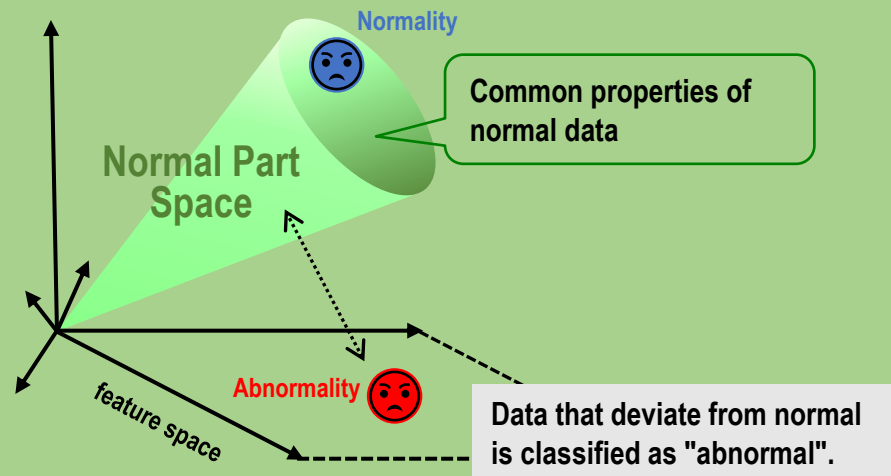 Normality
Common properties of
normal data
Normal Part
Space
Abnormality
feature space
Data that deviate from normal
is classified as "abnormal".